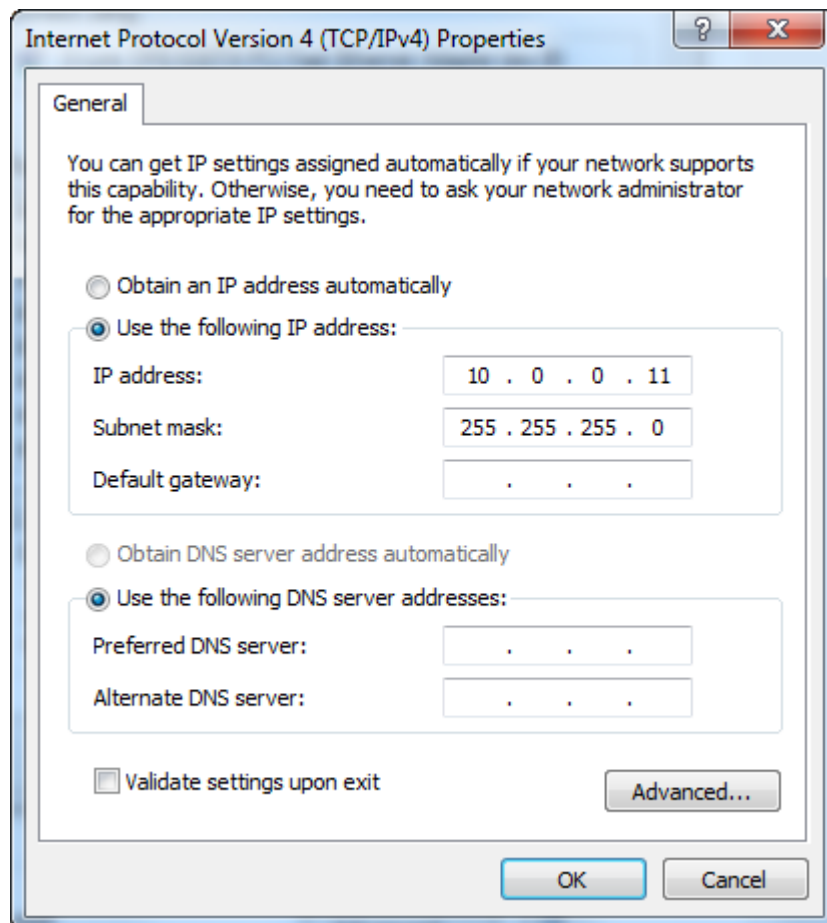 Internet Protocol Version 4 (TCP/IPv4) Properties
General
You can get IP settings assigned automatically if your network supports
this capability. Otherwise, you need to ask your network administrator
for the appropriate IP settings.
Obtain an IP address automatically
Use the following IP address:
IP address: 10 . 0 . 0 . 11
Subnet mask: 255 . 255 . 255 . 0
Default gateway: . . .
Obtain DNS server address automatically
Use the following DNS server addresses:
Preferred DNS server: . . .
Alternate DNS server: . . .
Validate settings upon exit
Advanced...
OK Cancel